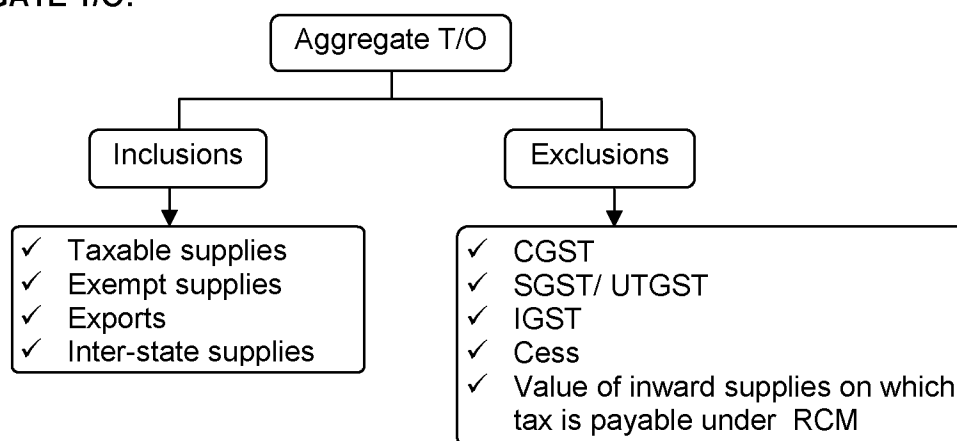 Aggregate T/O
Inclusions
Exclusions
✓ Taxable supplies
✓ Exempt supplies
✓ Exports
✓ Inter-state supplies
✓ CGST
✓ SGST/ UTGST
✓ IGST
✓ Cess
✓ Value of inward supplies on which
tax is payable under RCM